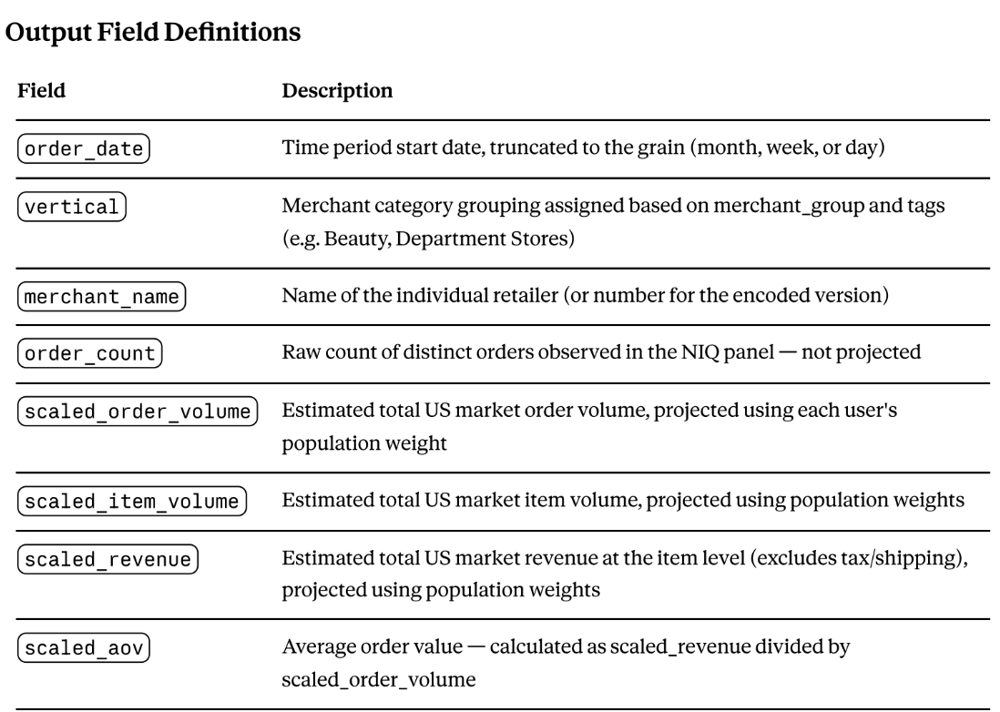 Output Field Definitions
Field Description
order_date Time period start date, truncated to the grain (month, week, or day)
vertical Merchant category grouping assigned based on merchant_group and tags
(e.g. Beauty, Department Stores)
merchant_name Name of the individual retailer (or number for the encoded version)
order_count Raw count of distinct orders observed in the NIQ panel — not projected
scaled_order_volume Estimated total US market order volume, projected using each user's
population weight
scaled_item_volume Estimated total US market item volume, projected using population weights
scaled_revenue Estimated total US market revenue at the item level (excludes tax/shipping),
projected using population weights
scaled_aov Average order value — calculated as scaled_revenue divided by
scaled_order_volume